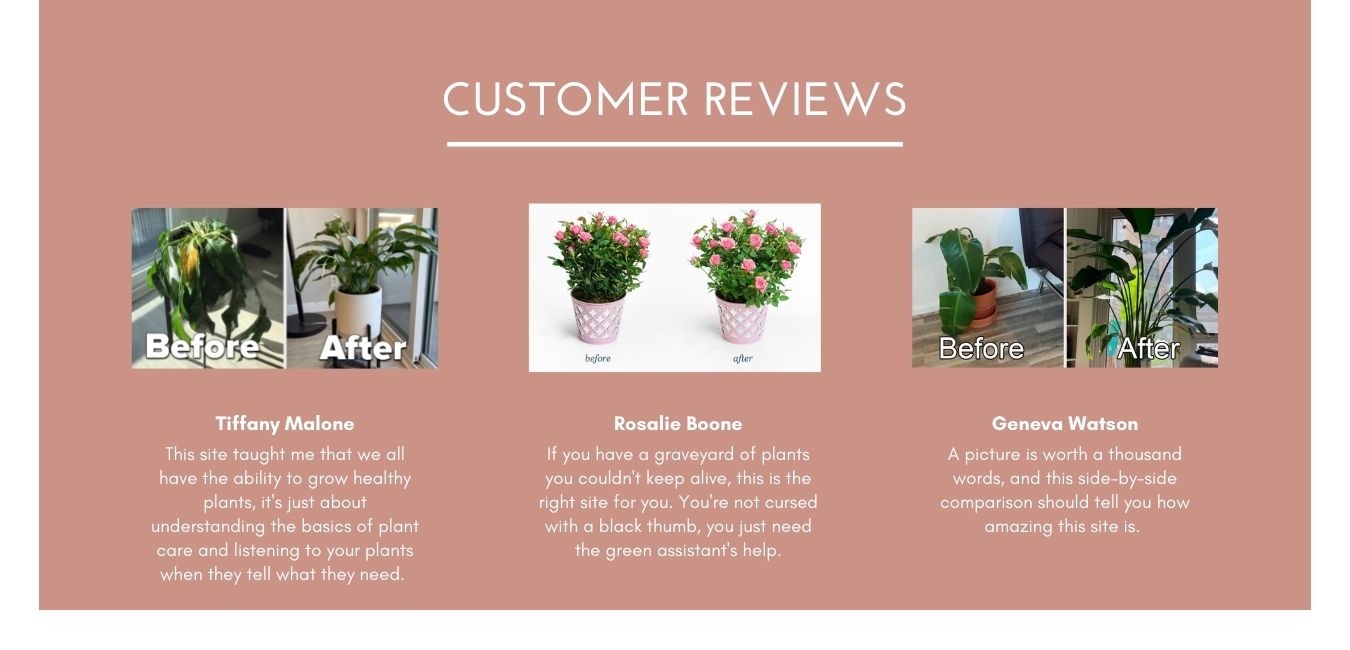 CUSTOMER REVIEWS
Before
After
before
after
Before
After
Tiffany Malone
This site taught me that we all
have the ability to grow healthy
plants, it's just about
understanding the basics of plant
care and listening to your plants
when they tell what they need.
Rosalie Boone
If you have a graveyard of plants
you couldn't keep alive, this is the
right site for you. You're not cursed
with a black thumb, you just need
the green assistant's help.
Geneva Watson
A picture is worth a thousand
words, and this side-by-side
comparison should tell you how
amazing this site is.